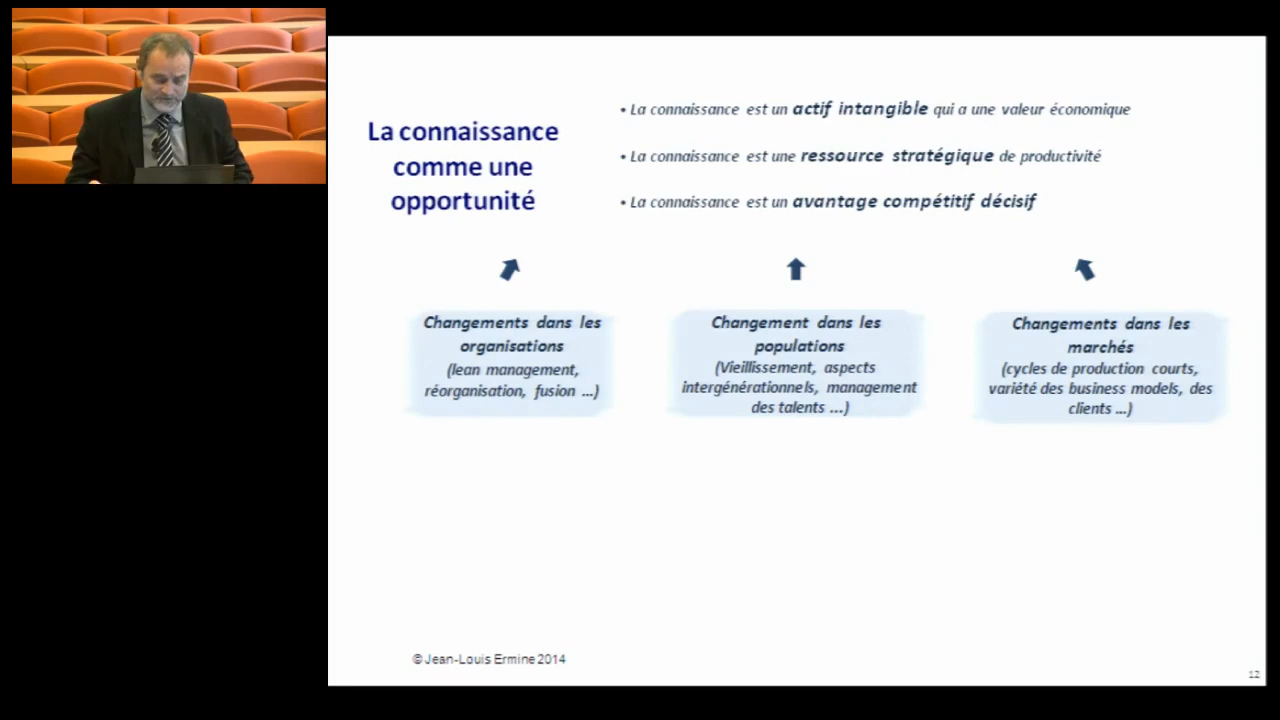 La connaissance
comme une
opportunité
• La connaissance est un actif intangible qui a une valeur économique
• La connaissance est une ressource stratégique de productivité
• La connaissance est un avantage compétitif décisif
Changements dans les
organisations
(lean management,
réorganisation, fusion ...)
Changement dans les
populations
(Vieillissement, aspects
intergénérationnels, management
des talents ...)
Changements dans les
marchés
(cycles de production courts,
variété des business models, des
clients ...)
© Jean-Louis Ermine 2014
12